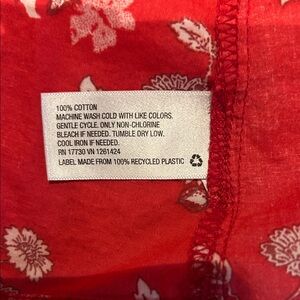 100% COTTON
MACHINE WASH COLD WITH LIKE COLORS.
GENTLE CYCLE. ONLY NON-CHLORINE
BLEACH IF NEEDED. TUMBLE DRY LOW.
COOL IRON IF NEEDED.
RN 17730 VN 1261424
LABEL MADE FROM 100% RECYCLED PLASTIC